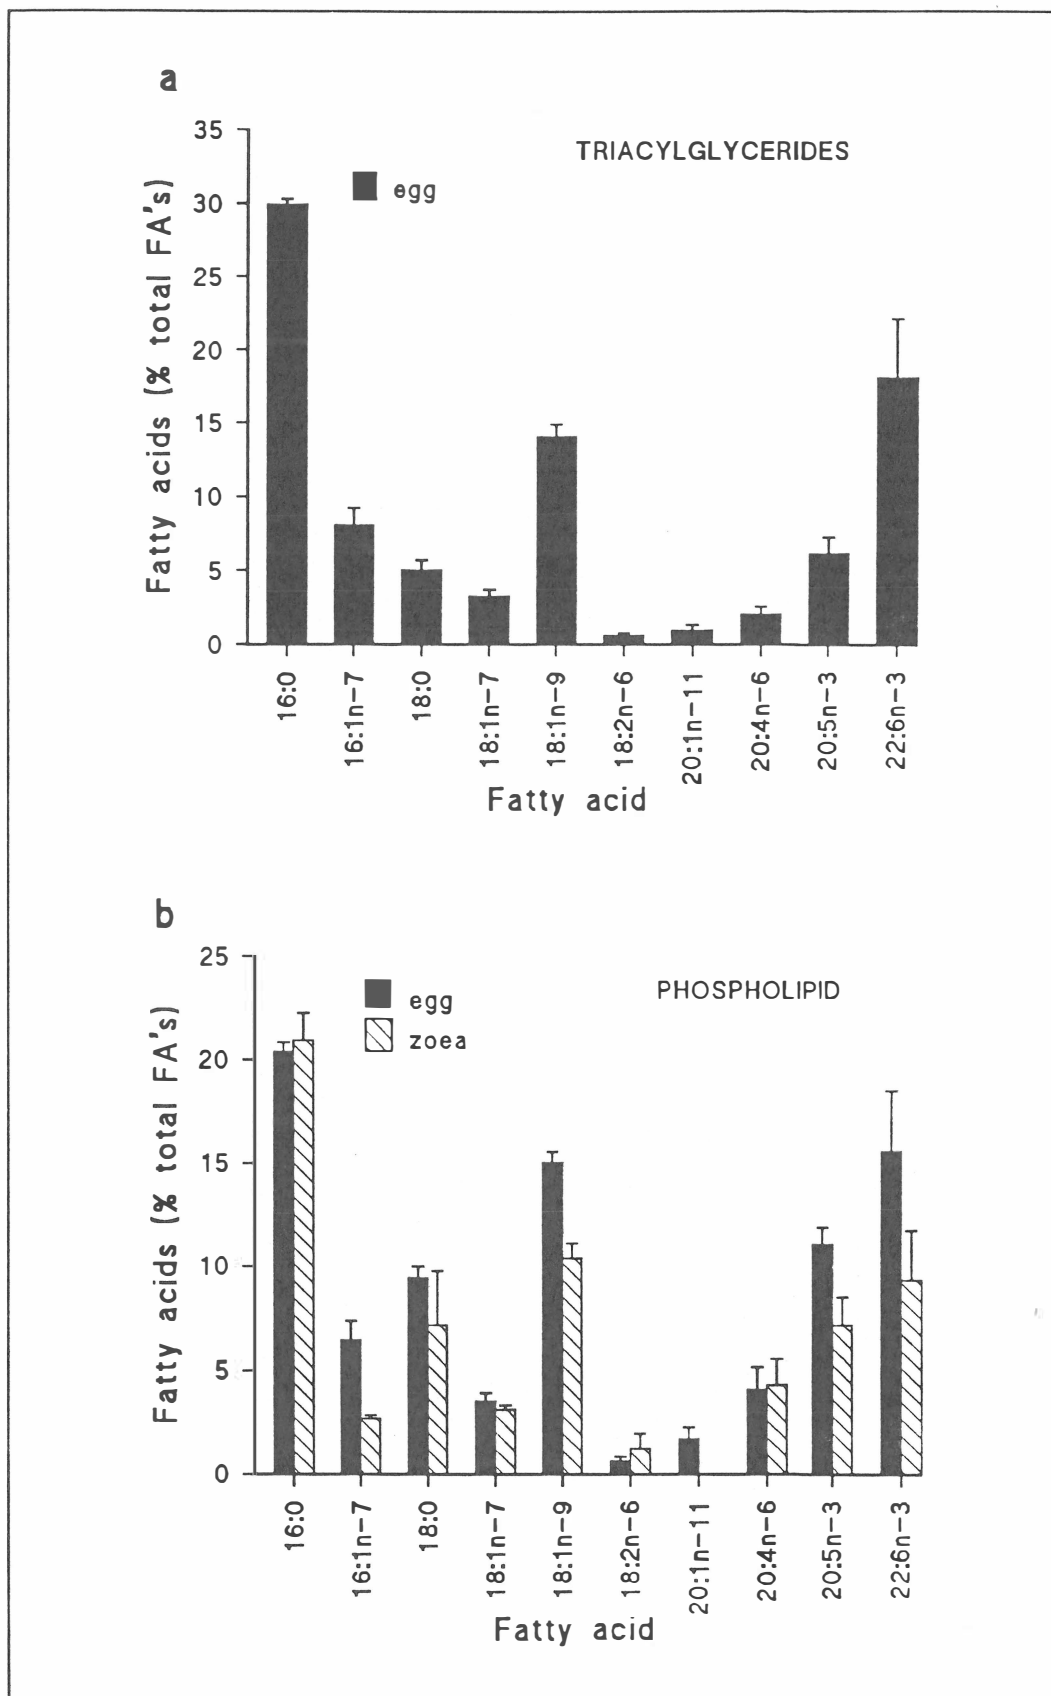 a
TRIACYLGLYCERIDES
egg
Fatty acids (% total FA's)
35
30
25
20
15
10
5
0
16:0
16:1n-7
18:0
18:1n-7
18:1n-9
18:2n-6
20:1n-11
20:4n-6
20:5n-3
22:6n-3
Fatty acid
b
PHOSPHOLIPID
egg
zoea
Fatty acids (% total FA's)
25
20
15
10
5
0
16:0
16:1n-7
18:0
18:1n-7
18:1n-9
18:2n-6
20:1n-11
20:4n-6
20:5n-3
22:6n-3
Fatty acid